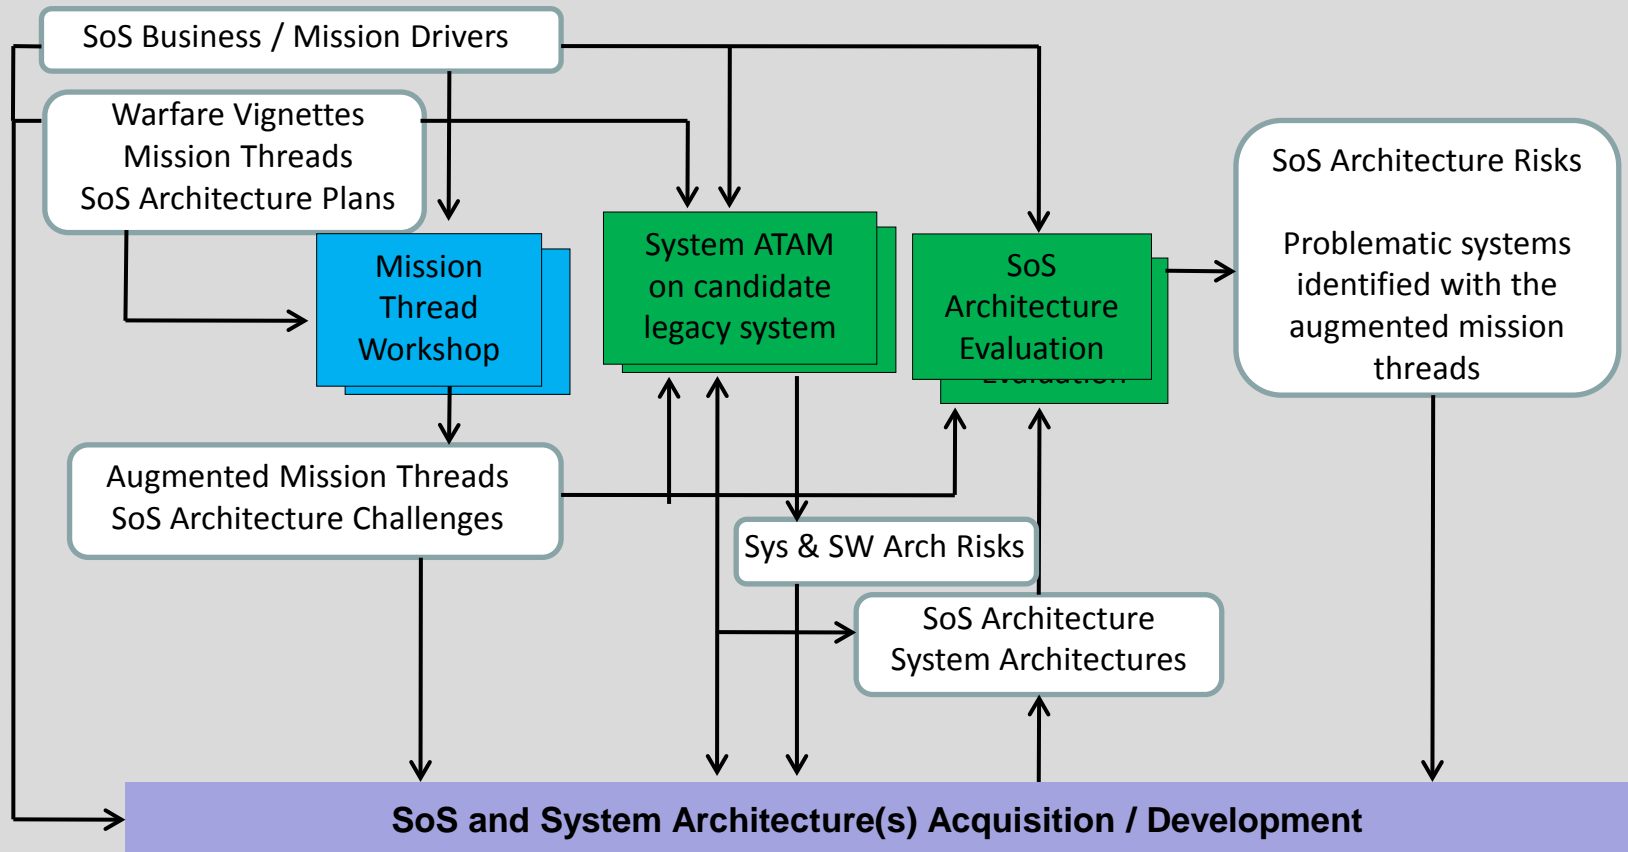 SoS Business / Mission Drivers
Warfare Vignettes
Mission Threads
SoS Architecture Plans
Mission
Thread
Workshop
System ATAM
on candidate
legacy system
SoS
Architecture
Evaluation
Evaluation
SoS Architecture Risks
Problematic systems
identified with the
augmented mission
threads
Augmented Mission Threads
SoS Architecture Challenges
Sys & SW Arch Risks
SoS Architecture
System Architectures
SoS and System Architecture(s) Acquisition / Development